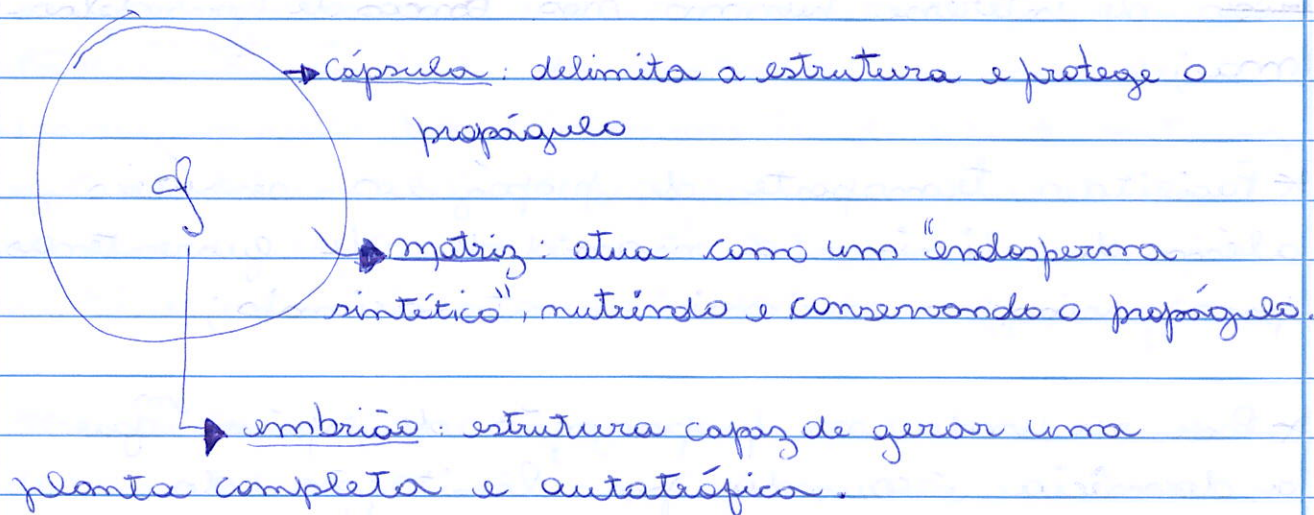 Cápsula: delimita a estrutura e protege o
propágulo
matriz: atua como um "endosperma
sintético", nutrindo e conservando o propágulo.
embrião: estrutura capaz de gerar uma
planta completa e autotrófica.